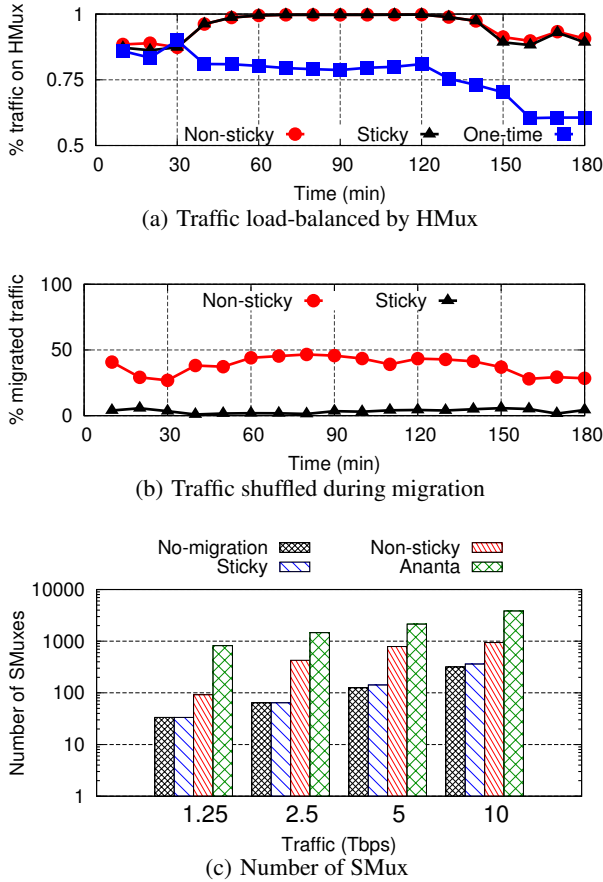 % traffic on HMux
1
0.75
0.5
Non-sticky Sticky One-time
0 30 60 90 120 150 180
Time (min)
(a) Traffic load-balanced by HMux
% migrated traffic
100
50
0
Non-sticky Sticky
0 30 60 90 120 150 180
Time (min)
(b) Traffic shuffled during migration
No-migration Non-sticky
Sticky Ananta
Number of SMuxes
10000
1000
100
10
1
1.25 2.5 5 10
Traffic (Tbps)
(c) Number of SMux